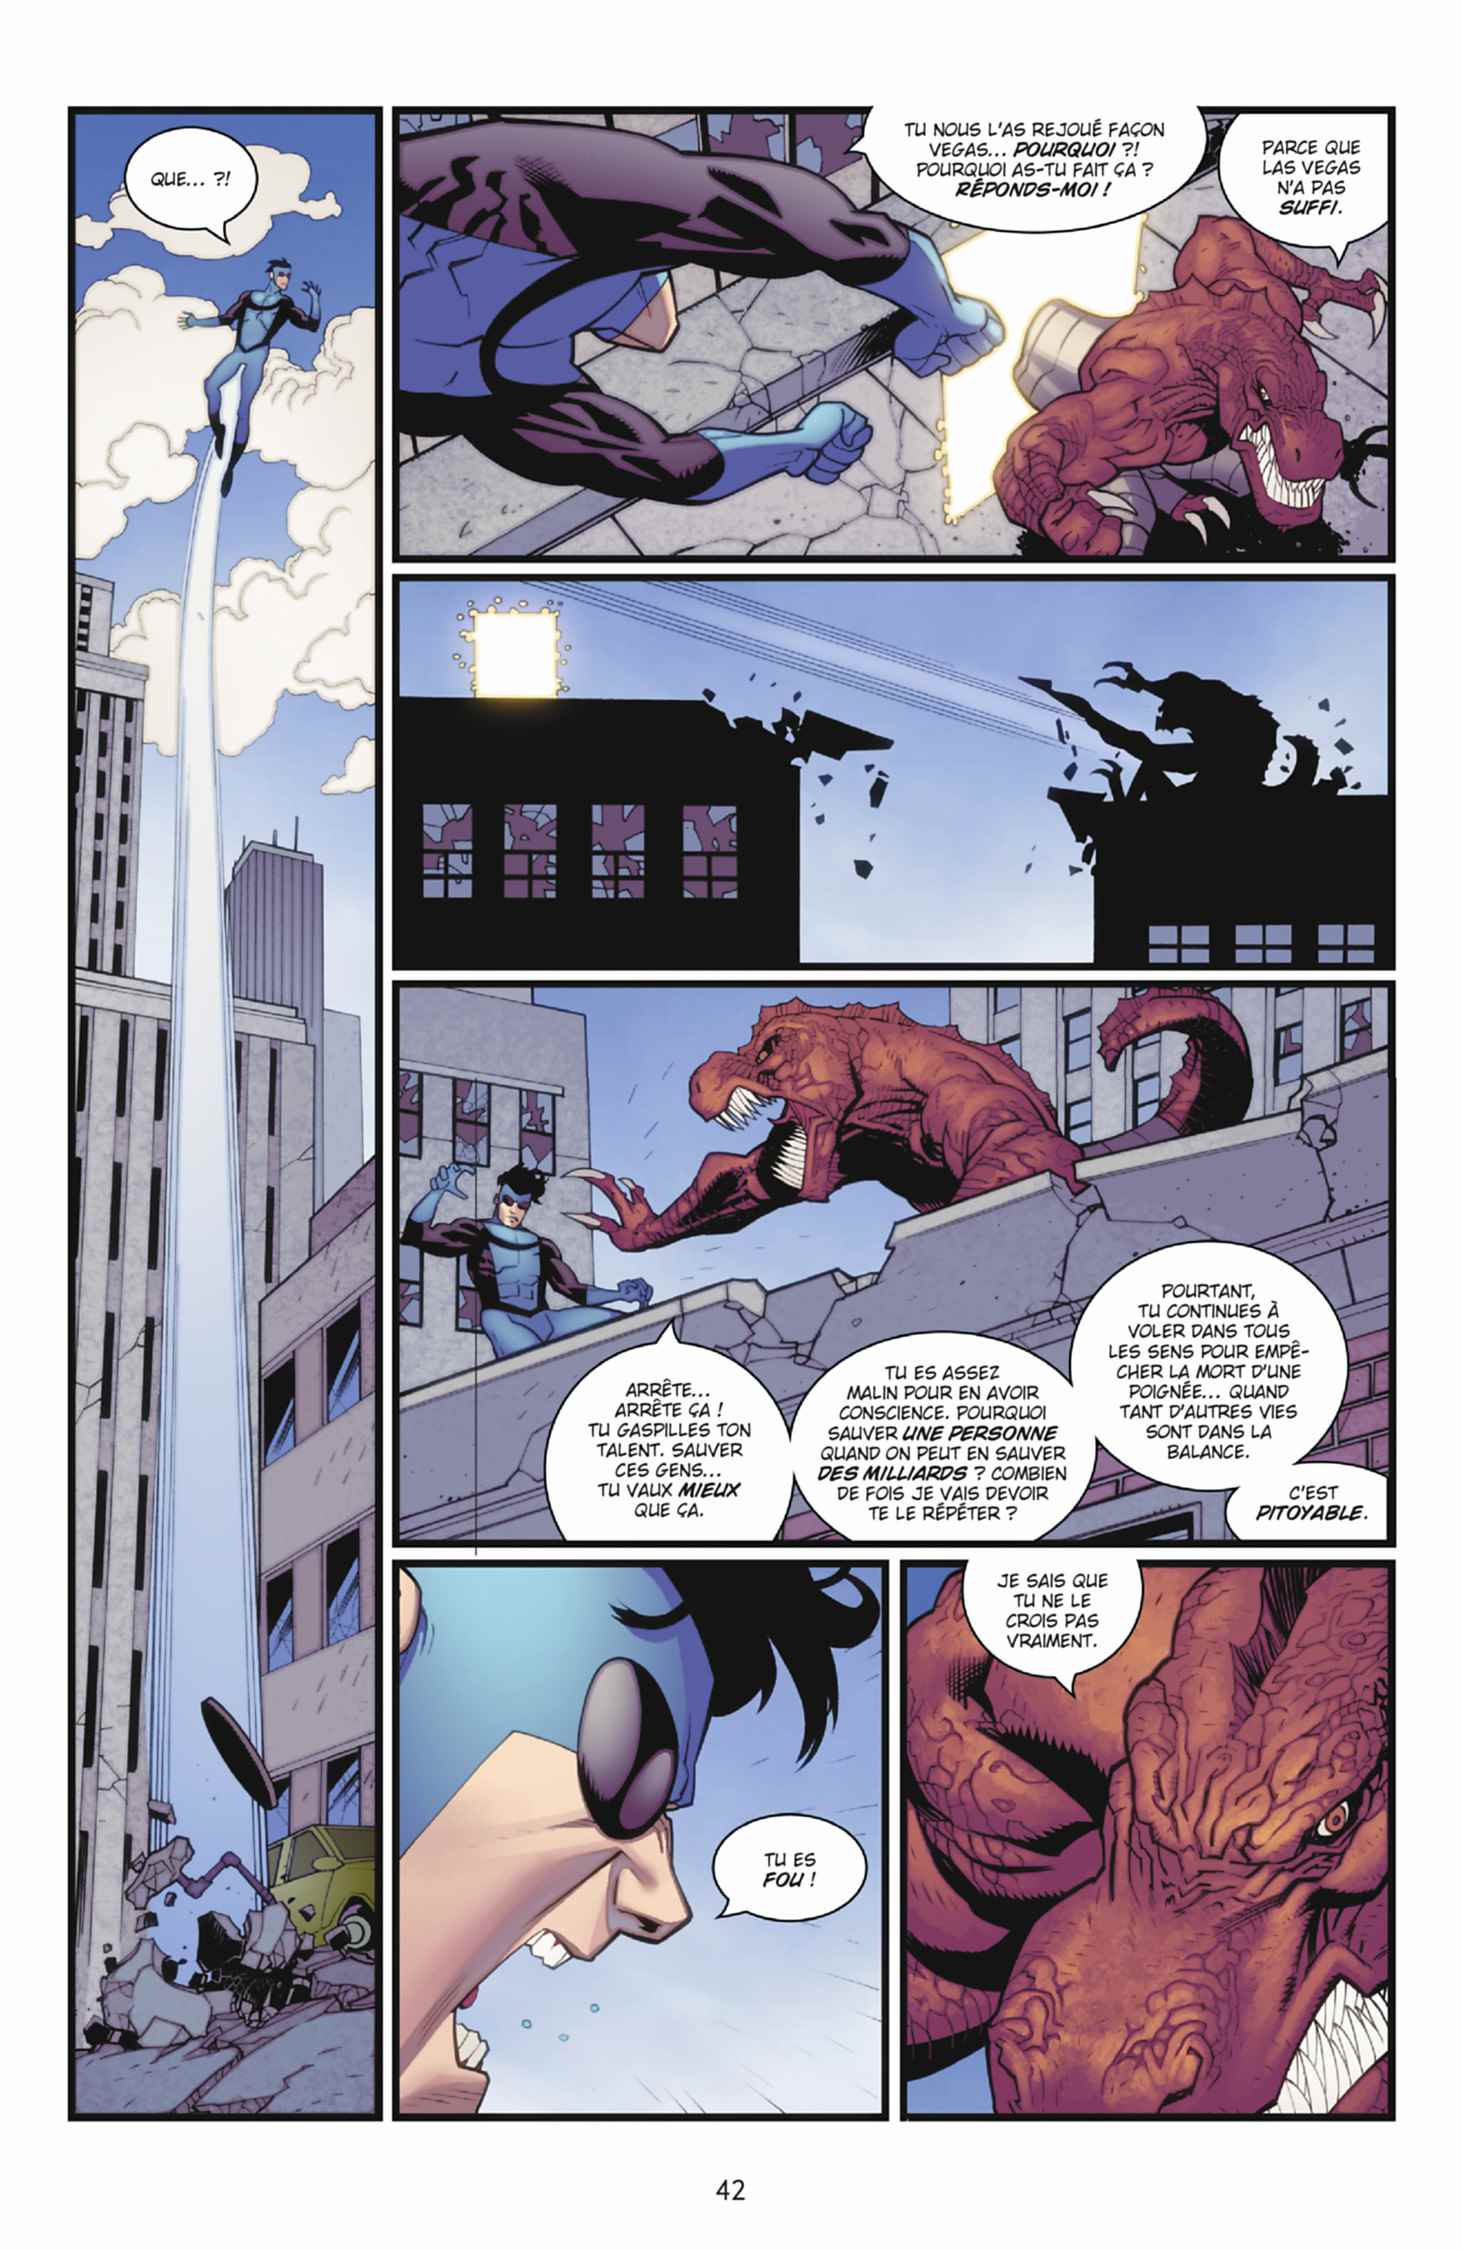 QUE... ?!
TU NOUS L'AS REJOUÉ FAÇON
VEGAS... POURQUOI ?!
POURQUOI AS-TU FAIT ÇA ?
RÉPONDS-MOI !
PARCE QUE
LAS VEGAS
N'A PAS
SUFFI.
ARRÊTE...
ARRÊTE ÇA !
TU GASPILLES TON
TALENT. SAUVER
CES GENS...
TU VAUX MIEUX
QUE ÇA.
TU ES ASSEZ
MALIN POUR EN AVOIR
CONSCIENCE. POURQUOI
SAUVER UNE PERSONNE
QUAND ON PEUT EN SAUVER
DES MILLIARDS ? COMBIEN
DE FOIS JE VAIS DEVOIR
TE LE RÉPÉTER ?
POURTANT,
TU CONTINUES À
VOLER DANS TOUS
LES SENS POUR EMPÊ-
CHER LA MORT D'UNE
POIGNÉE... QUAND
TANT D'AUTRES VIES
SONT DANS LA
BALANCE.
C'EST
PITOYABLE.
TU ES
FOU !
JE SAIS QUE
TU NE LE
CROIS PAS
VRAIMENT.
42